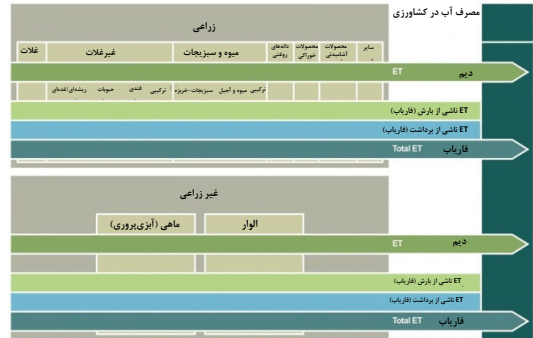 مصرف آب در کشاورزی
زراعی
غلات غیرغلات میوه و سبزیجات دانه‌های روغنی محصولات خوراکی محصولات آشامیدنی سایر
ET دیم
ریشه‌ای/غده‌ای حبوبات قندی ترکیبی سبزیجات-خربزه میوه و آجیل ترکیبی
ET ناشی از بارش (فاریاب)
ET ناشی از برداشت (فاریاب)
Total ET فاریاب
غیر زراعی
ماهی (آبزی‌پروری) الوار
ET دیم
ET ناشی از بارش (فاریاب)
ET ناشی از برداشت (فاریاب)
Total ET فاریاب